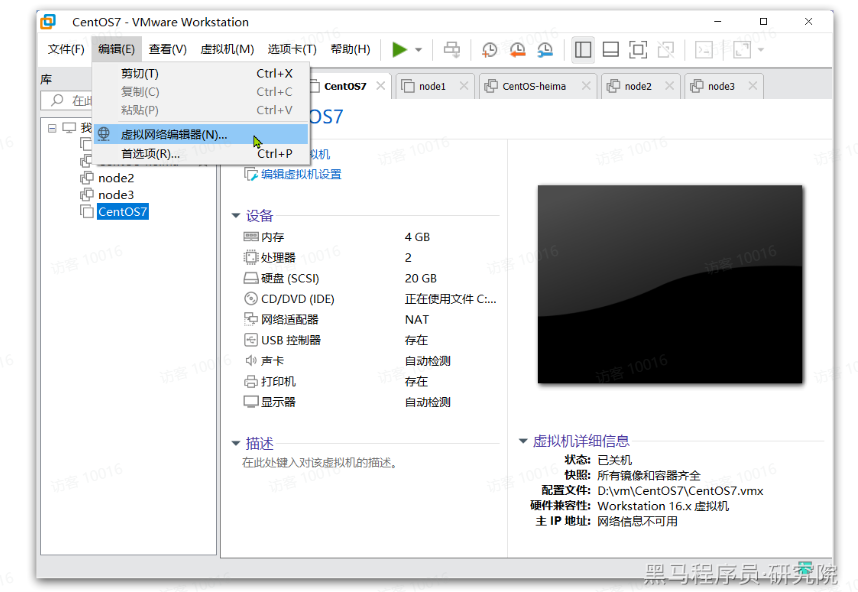 CentOS7 - VMware Workstation
文件(F) 编辑(E) 查看(V) 虚拟机(M) 选项卡(T) 帮助(H)
库
在此
我
node2
node3
CentOS7
剪切(T) Ctrl+X
复制(C) Ctrl+C
粘贴(P) Ctrl+V
虚拟网络编辑器(N)...
首选项(R)... Ctrl+P
CentOS7 node1 CentOS-heima node2 node3
OS7
拟机
编辑虚拟机设置
设备
内存 4 GB
处理器 2
硬盘 (SCSI) 20 GB
CD/DVD (IDE) 正在使用文件 C:...
网络适配器 NAT
USB 控制器 存在
声卡 自动检测
打印机 存在
显示器 自动检测
描述
在此处键入对该虚拟机的描述。
虚拟机详细信息
状态: 已关机
快照: 所有镜像和容器齐全
配置文件: D:\vm\CentOS7\CentOS7.vmx
硬件兼容性: Workstation 16.x 虚拟机
主 IP 地址: 网络信息不可用
访客 10016
黑马程序员·研究院